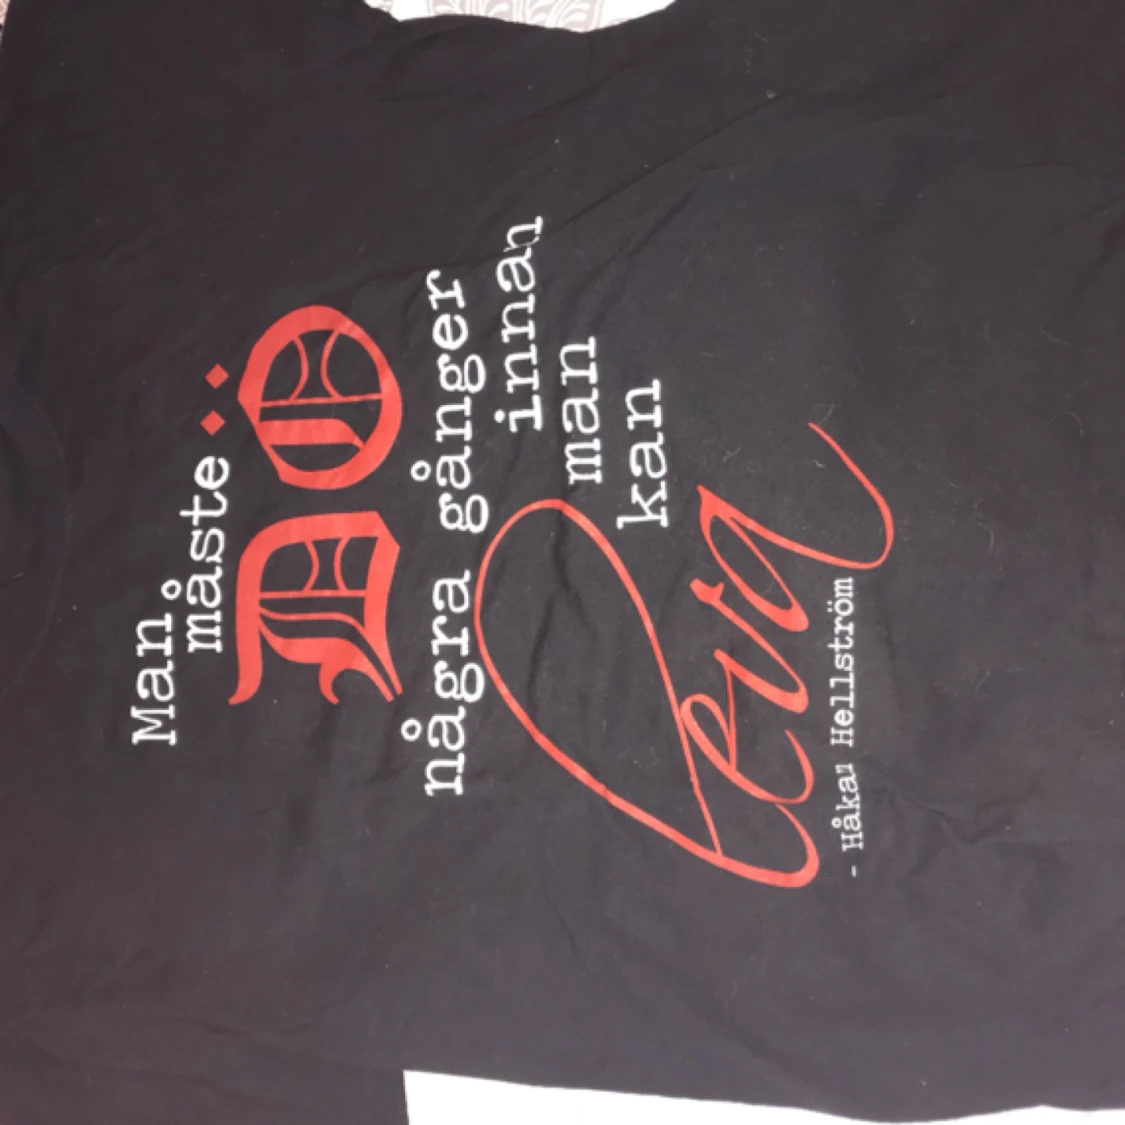 Man
måste
DÖ
några gånger
innan
man
kan
leva
- Håkan Hellström